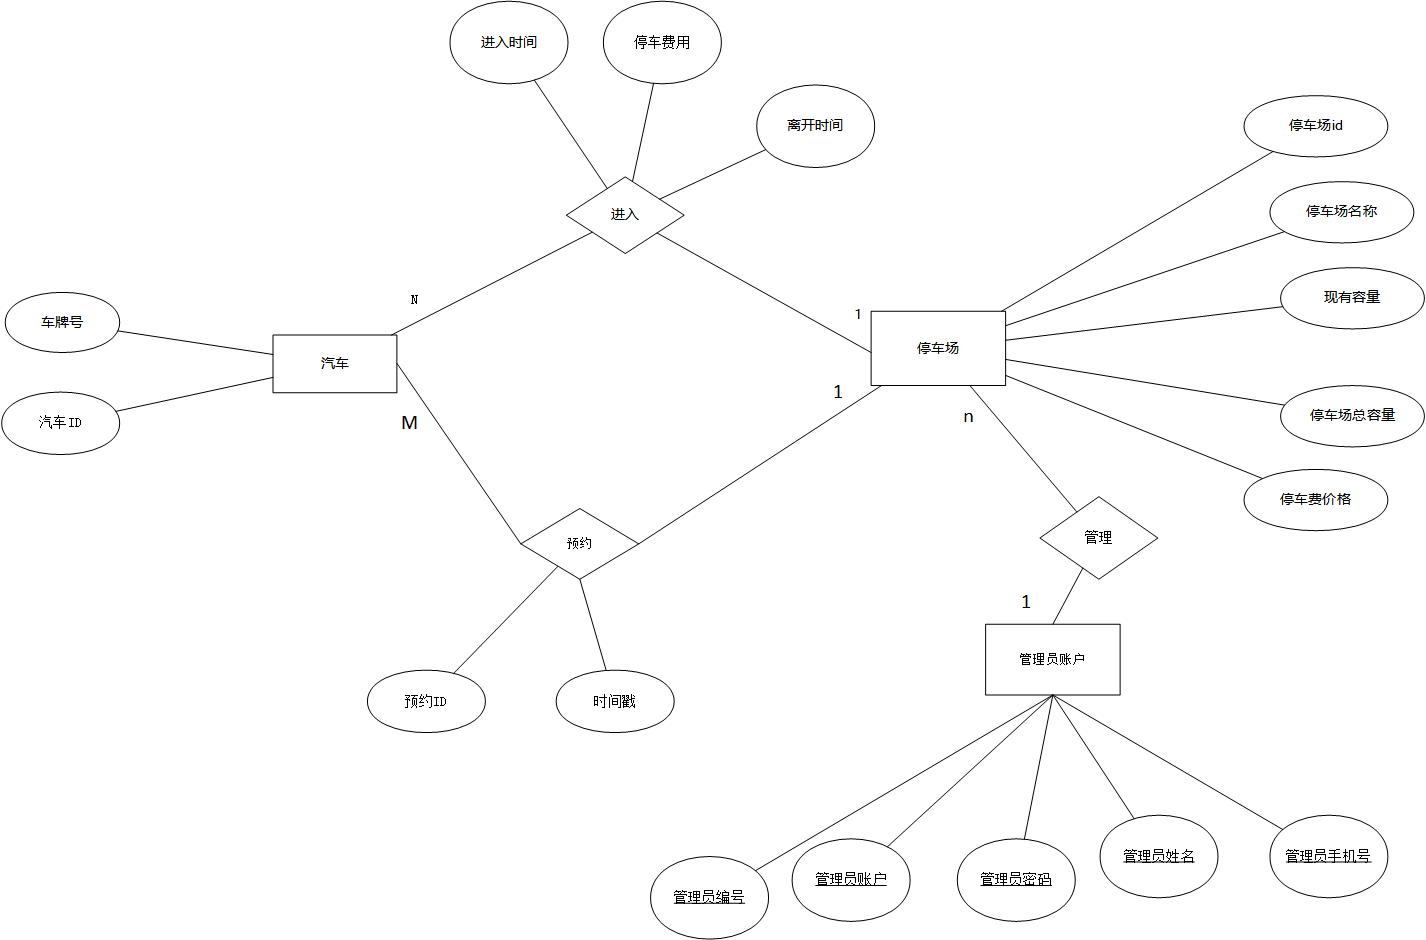 进入时间
停车费用
离开时间
停车场id
停车场名称
进入
现有容量
N
1
车牌号
汽车
停车场
汽车ID
M
1
n
停车场总容量
停车费价格
预约
管理
1
管理员账户
预约ID
时间戳
管理员编号
管理员账户
管理员密码
管理员姓名
管理员手机号